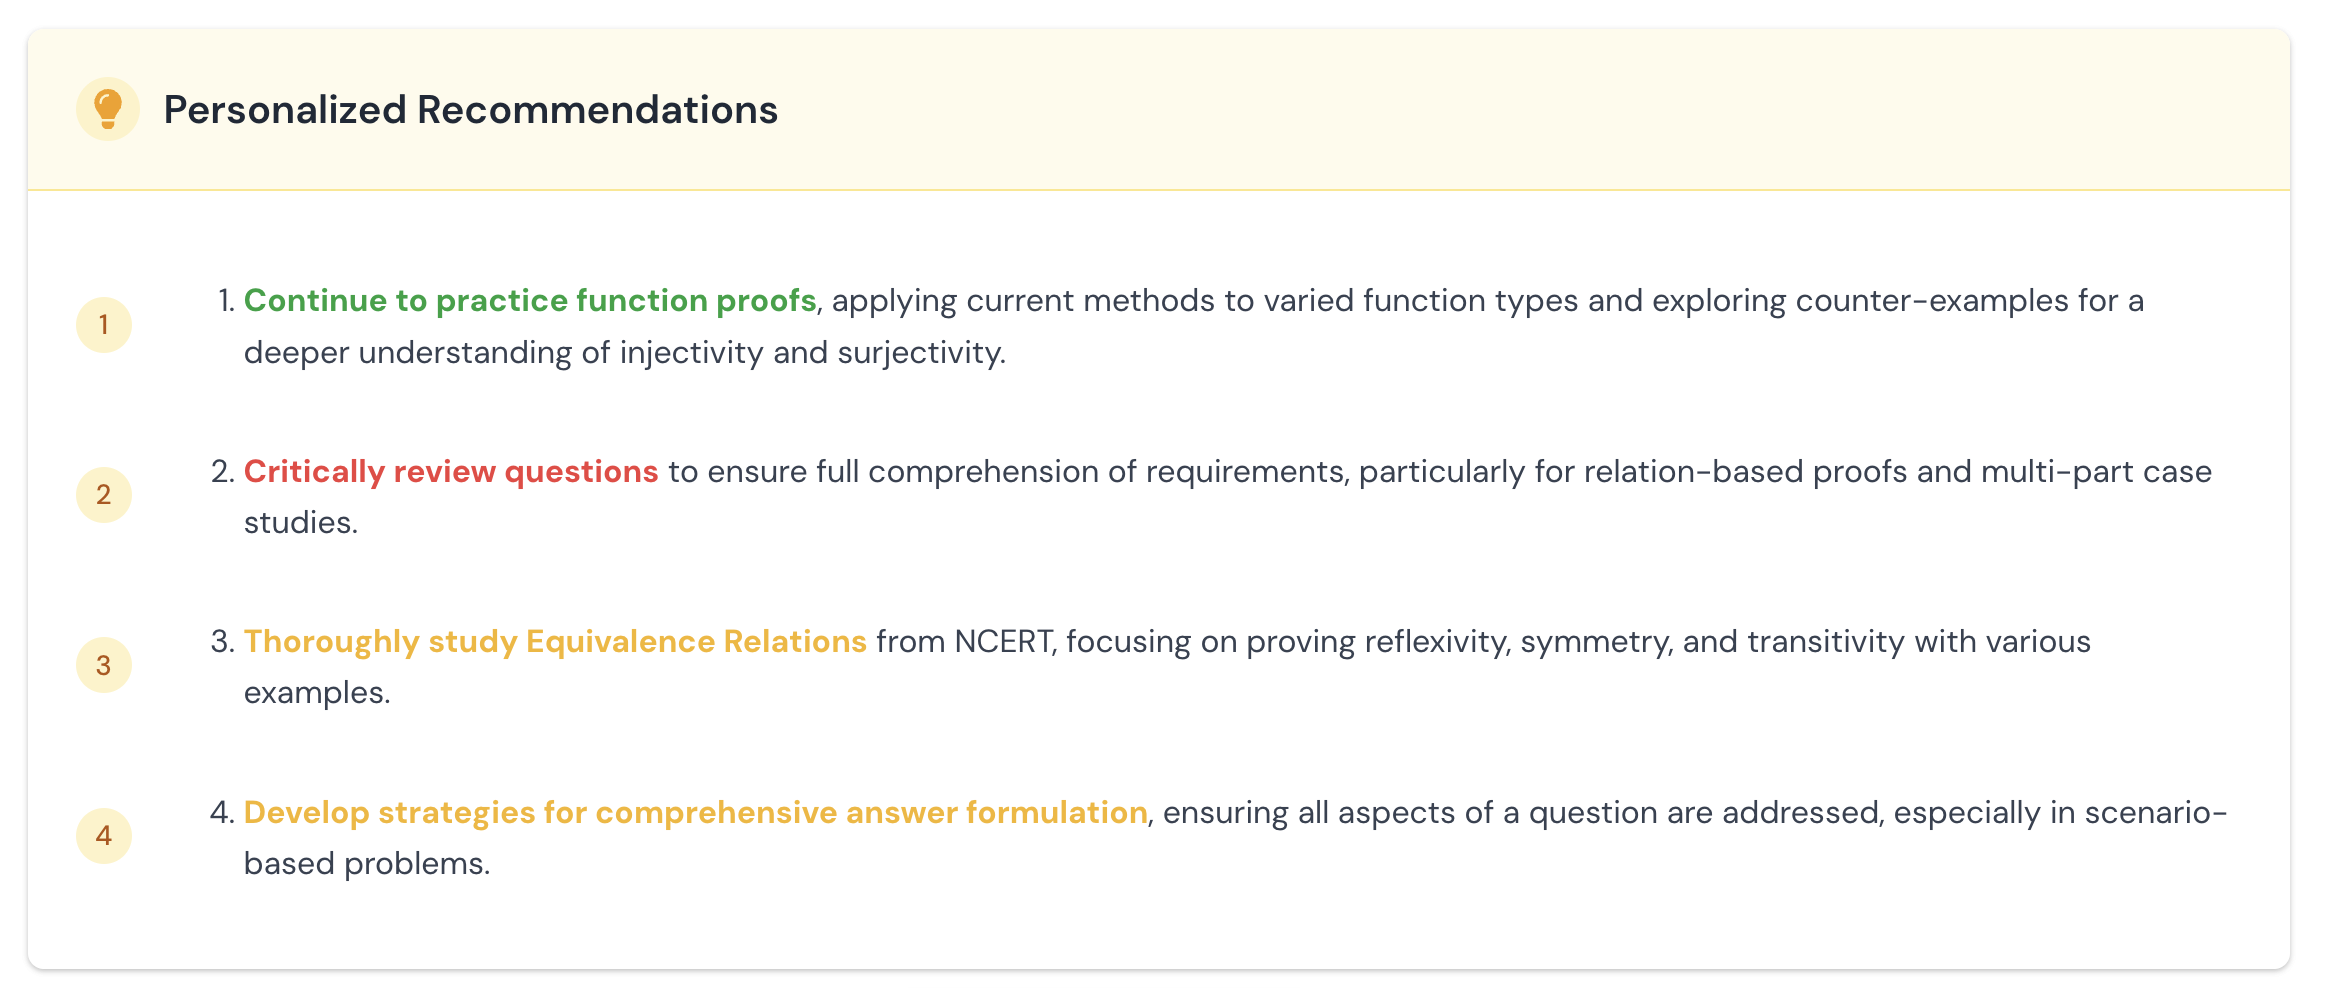 Personalized Recommendations
1
1. Continue to practice function proofs, applying current methods to varied function types and exploring counter-examples for a
deeper understanding of injectivity and surjectivity.
2
2. Critically review questions to ensure full comprehension of requirements, particularly for relation-based proofs and multi-part case
studies.
3
3. Thoroughly study Equivalence Relations from NCERT, focusing on proving reflexivity, symmetry, and transitivity with various
examples.
4
4. Develop strategies for comprehensive answer formulation, ensuring all aspects of a question are addressed, especially in scenario-
based problems.